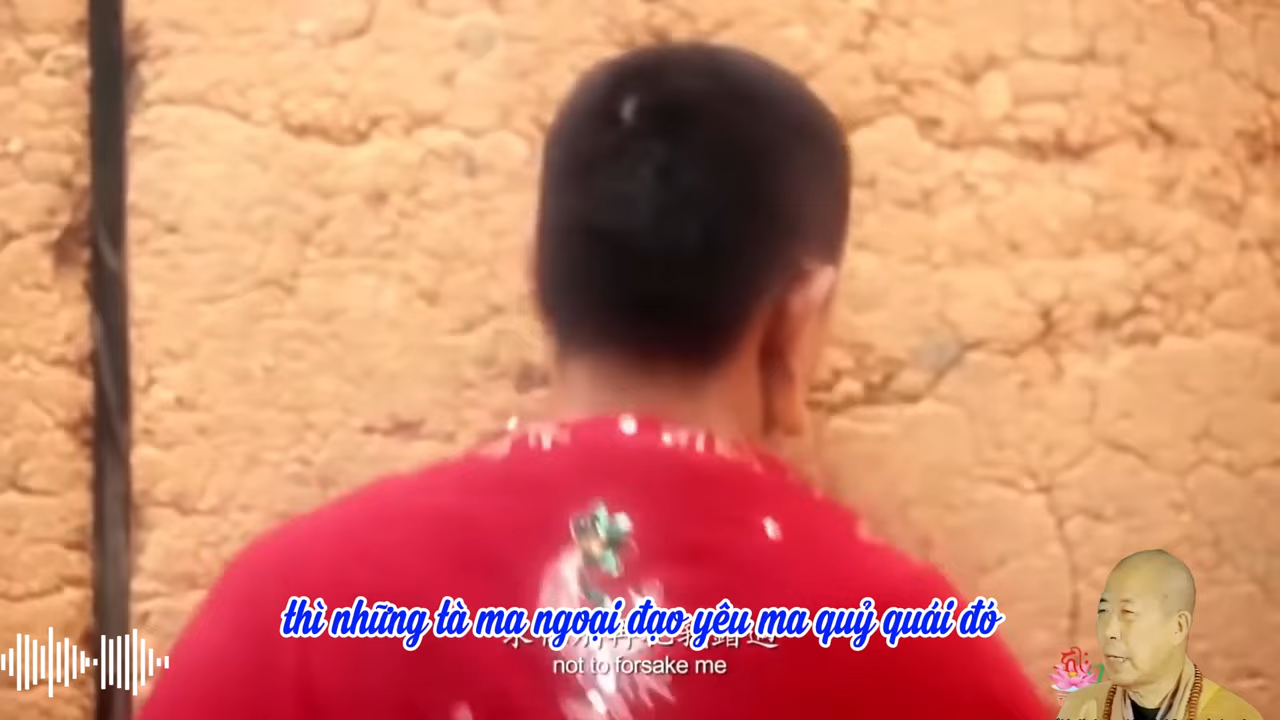 thì những tà ma ngoại đạo yêu ma quỷ quái đó
not to forsake me